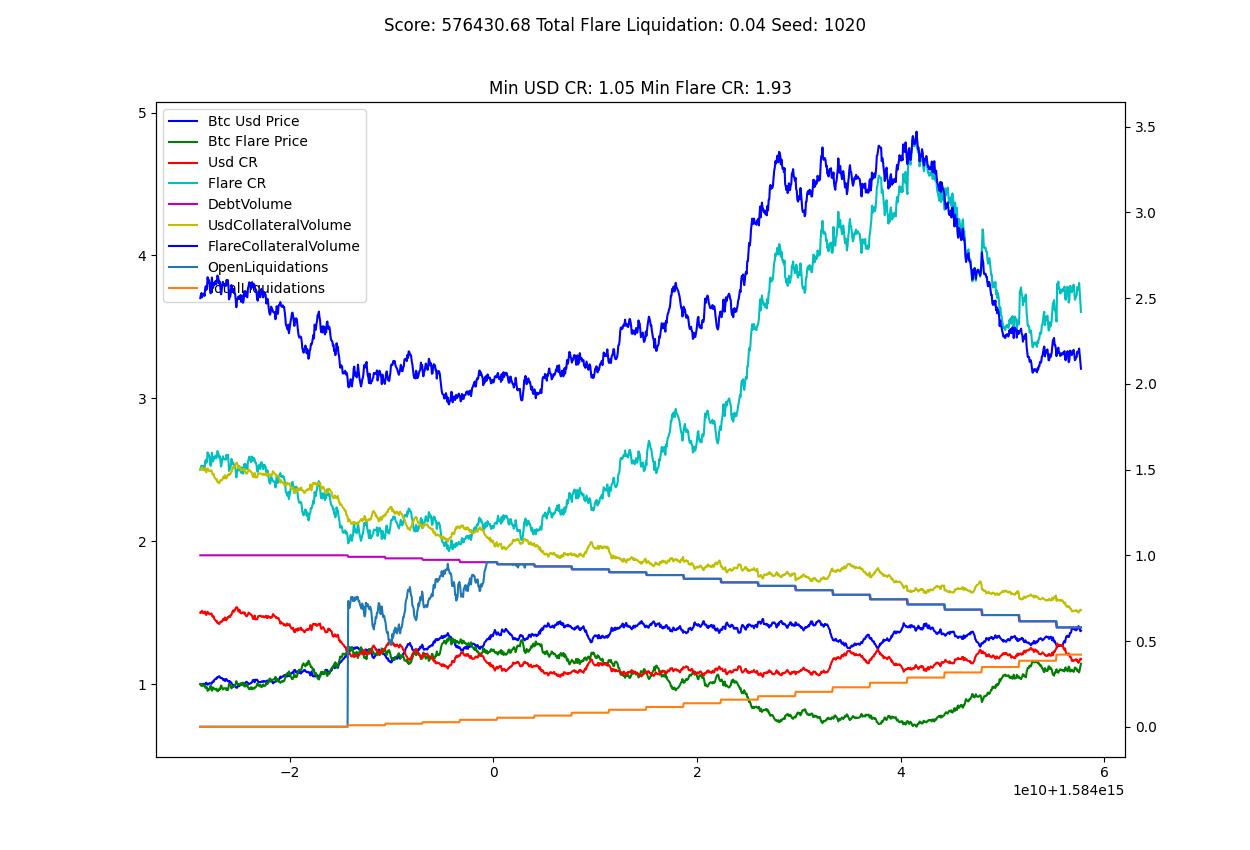 Score: 576430.68 Total Flare Liquidation: 0.04 Seed: 1020
Min USD CR: 1.05 Min Flare CR: 1.93
Btc Usd Price
Btc Flare Price
Usd CR
Flare CR
DebtVolume
UsdCollateralVolume
FlareCollateralVolume
OpenLiquidations
TotalLiquidations
5
4
3
2
1
3.5
3.0
2.5
2.0
1.5
1.0
0.5
0.0
−2 0 2 4 6
1e10+1.584e15